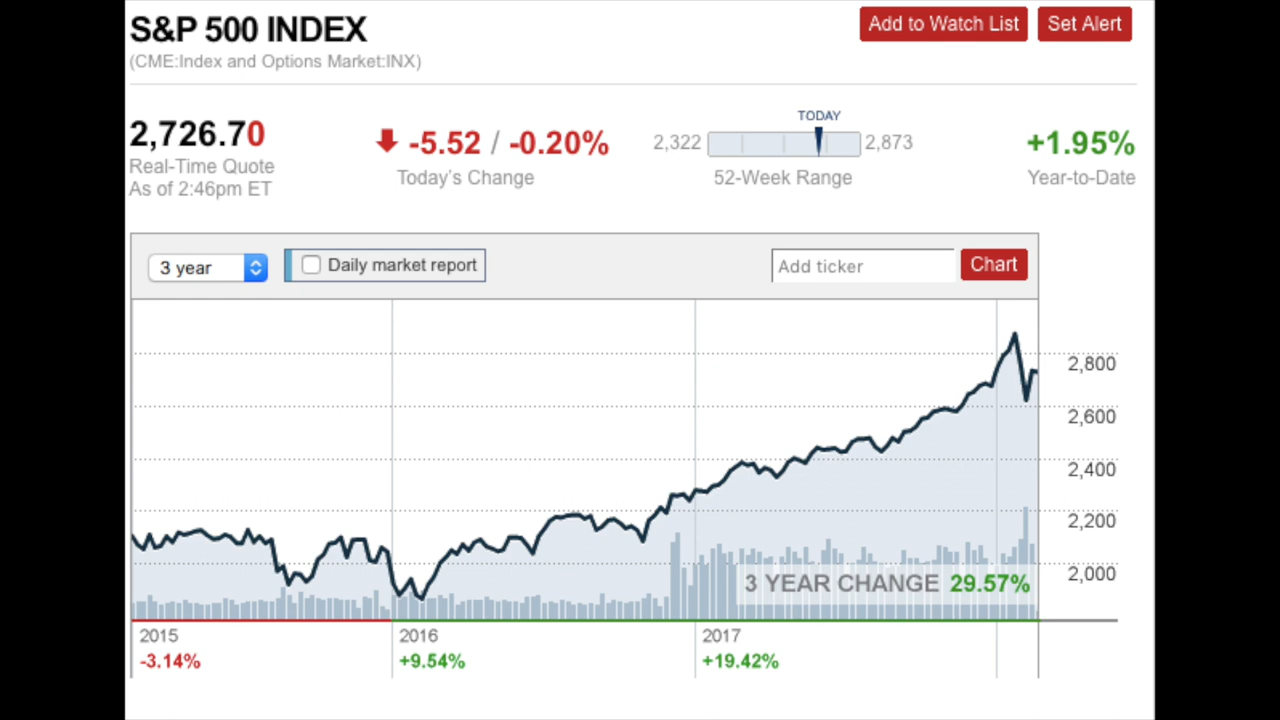 S&P 500 INDEX
Add to Watch List
Set Alert
(CME:Index and Options Market:INX)
2,726.70
Real-Time Quote
As of 2:46pm ET
-5.52 / -0.20%
Today's Change
TODAY
2,322
2,873
52-Week Range
+1.95%
Year-to-Date
3 year
Daily market report
Add ticker
Chart
2,800
2,600
2,400
2,200
2,000
3 YEAR CHANGE 29.57%
2015
2016
2017
-3.14%
+9.54%
+19.42%